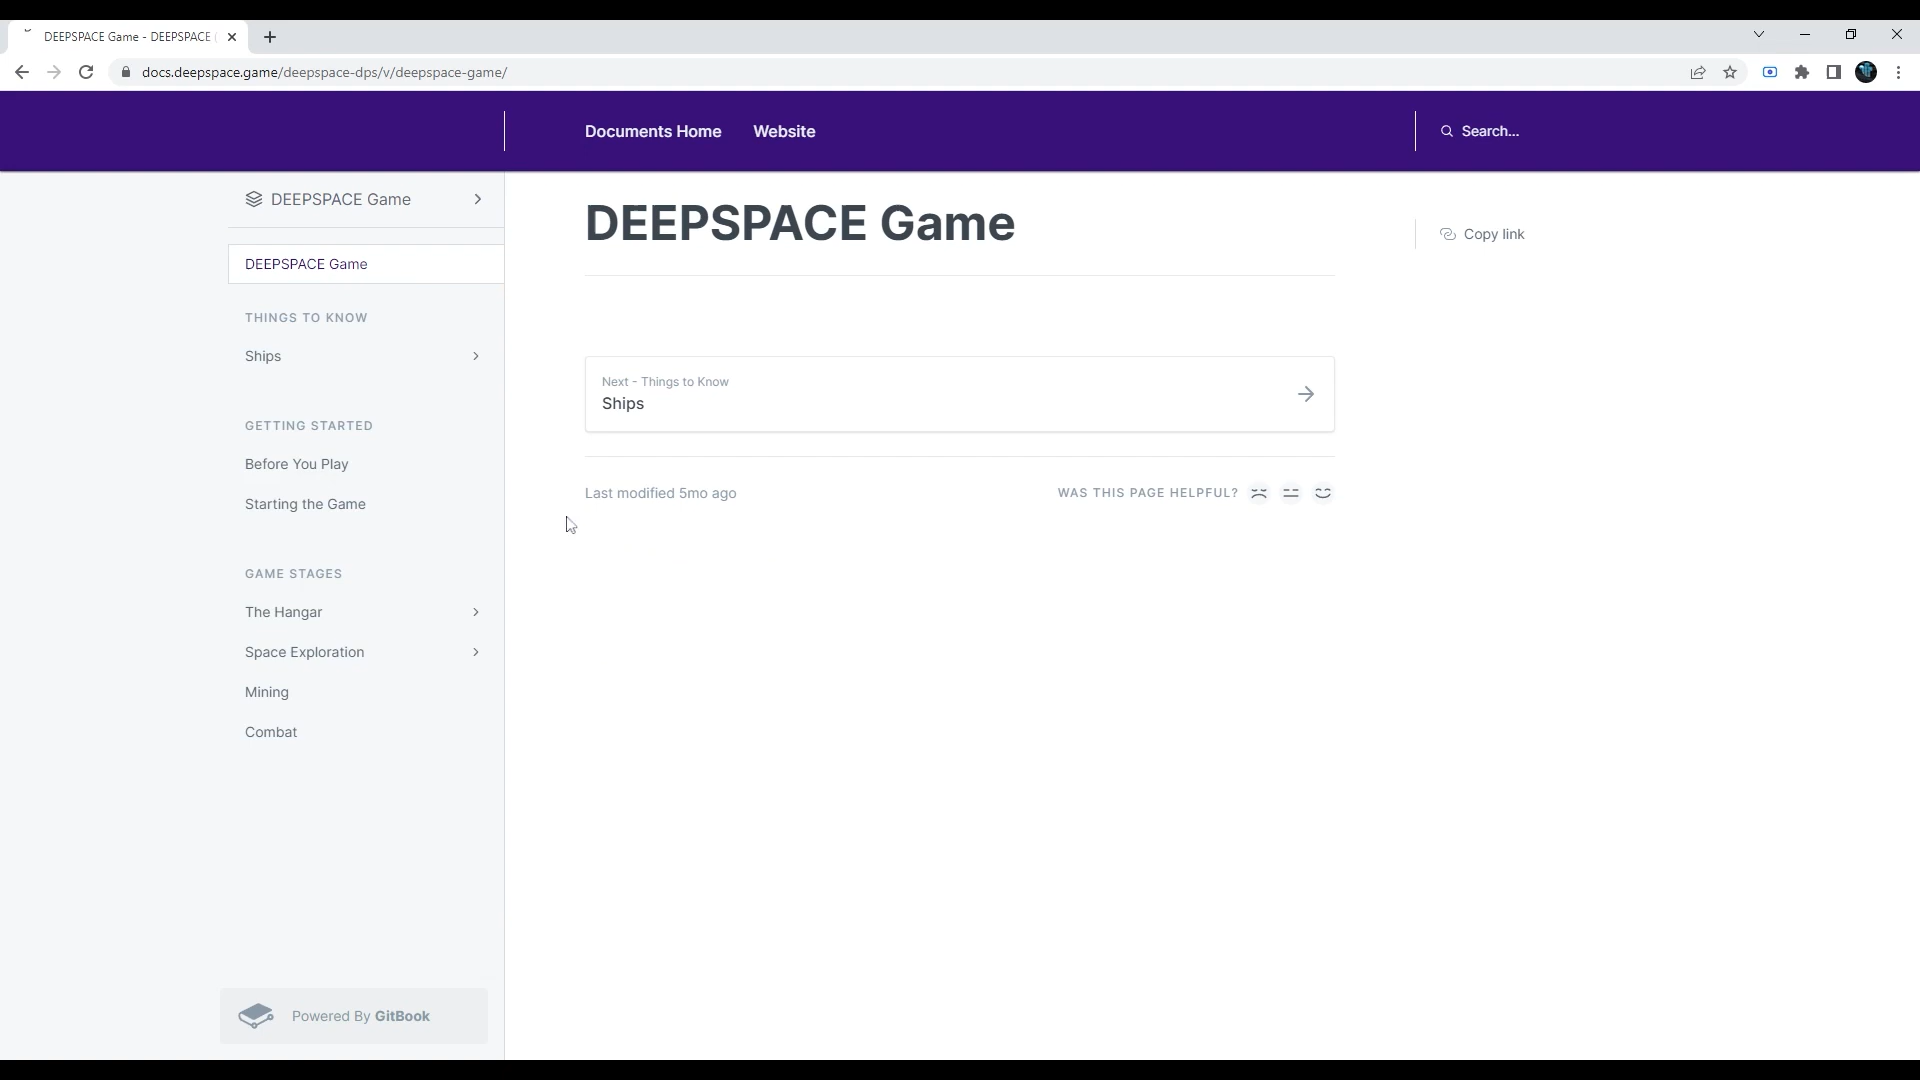 DEEPSPACE Game - DEEPSPACE (
docs.deepspace.game/deepspace-dps/v/deepspace-game/
Documents Home
Website
Search...
DEEPSPACE Game
DEEPSPACE Game
THINGS TO KNOW
Ships
GETTING STARTED
Before You Play
Starting the Game
GAME STAGES
The Hangar
Space Exploration
Mining
Combat
Powered By GitBook
DEEPSPACE Game
Next - Things to Know
Ships
Last modified 5mo ago
WAS THIS PAGE HELPFUL?
Copy link